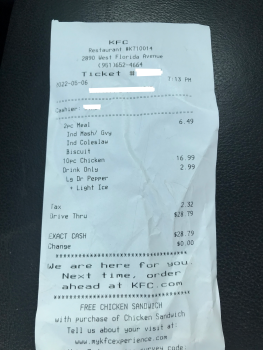 KFC
Restaurant #K710014
2890 West Florida Avenue
(951)652-4664
Ticket #
2022-05-06 7:13 PM
Cashier:
2pc Meal 6.49
Ind Mash/ Gvy
Ind Coleslaw
Biscuit
10pc Chicken 16.99
Drink Only 2.99
Lg Dr Pepper
+ Light Ice
Tax 2.32
Drive Thru $28.79
EXACT CASH $28.79
Change $0.00
We are here for you.
Next time, order
ahead at KFC.com
FREE CHICKEN SANDWICH
with purchase of Chicken Sandwich
Tell us about your visit at
www.mykfcexperience.com
survey code: